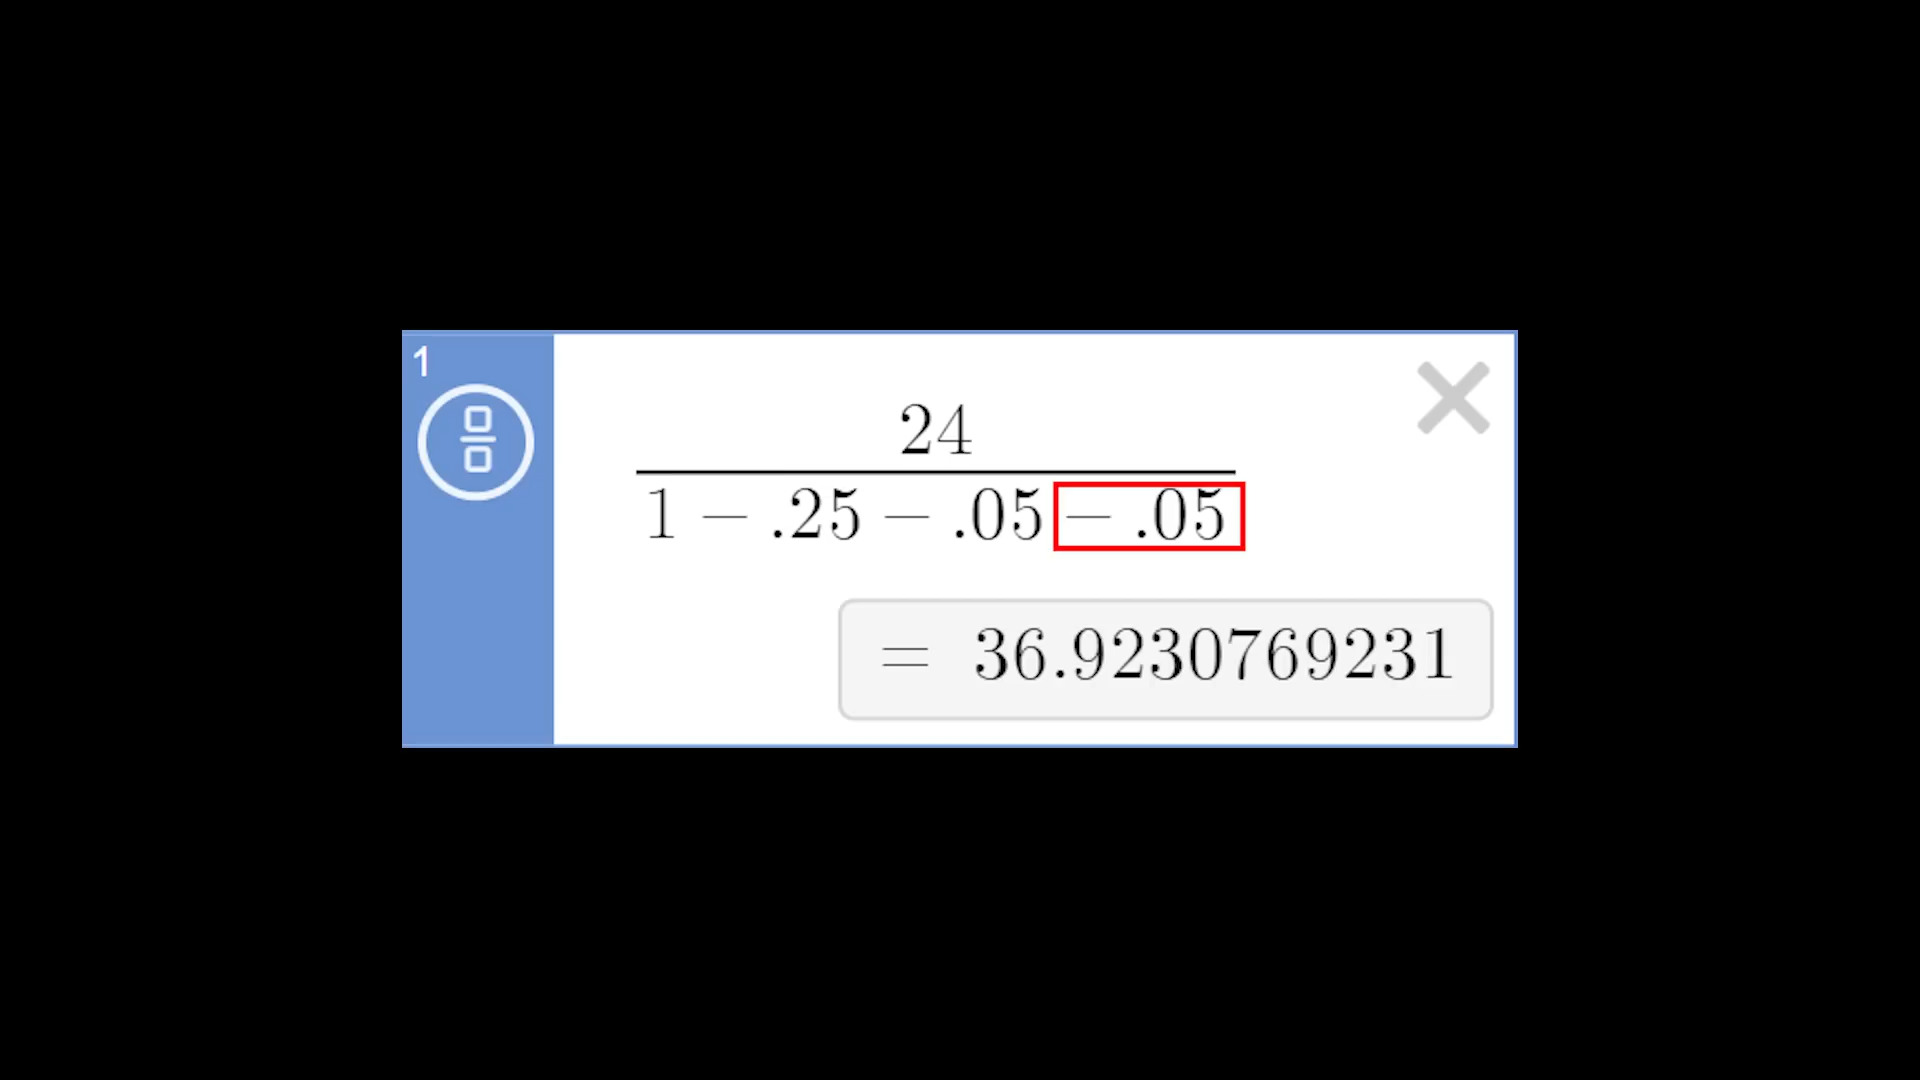 1
24
1 − .25 − .05 − .05
= 36.9230769231